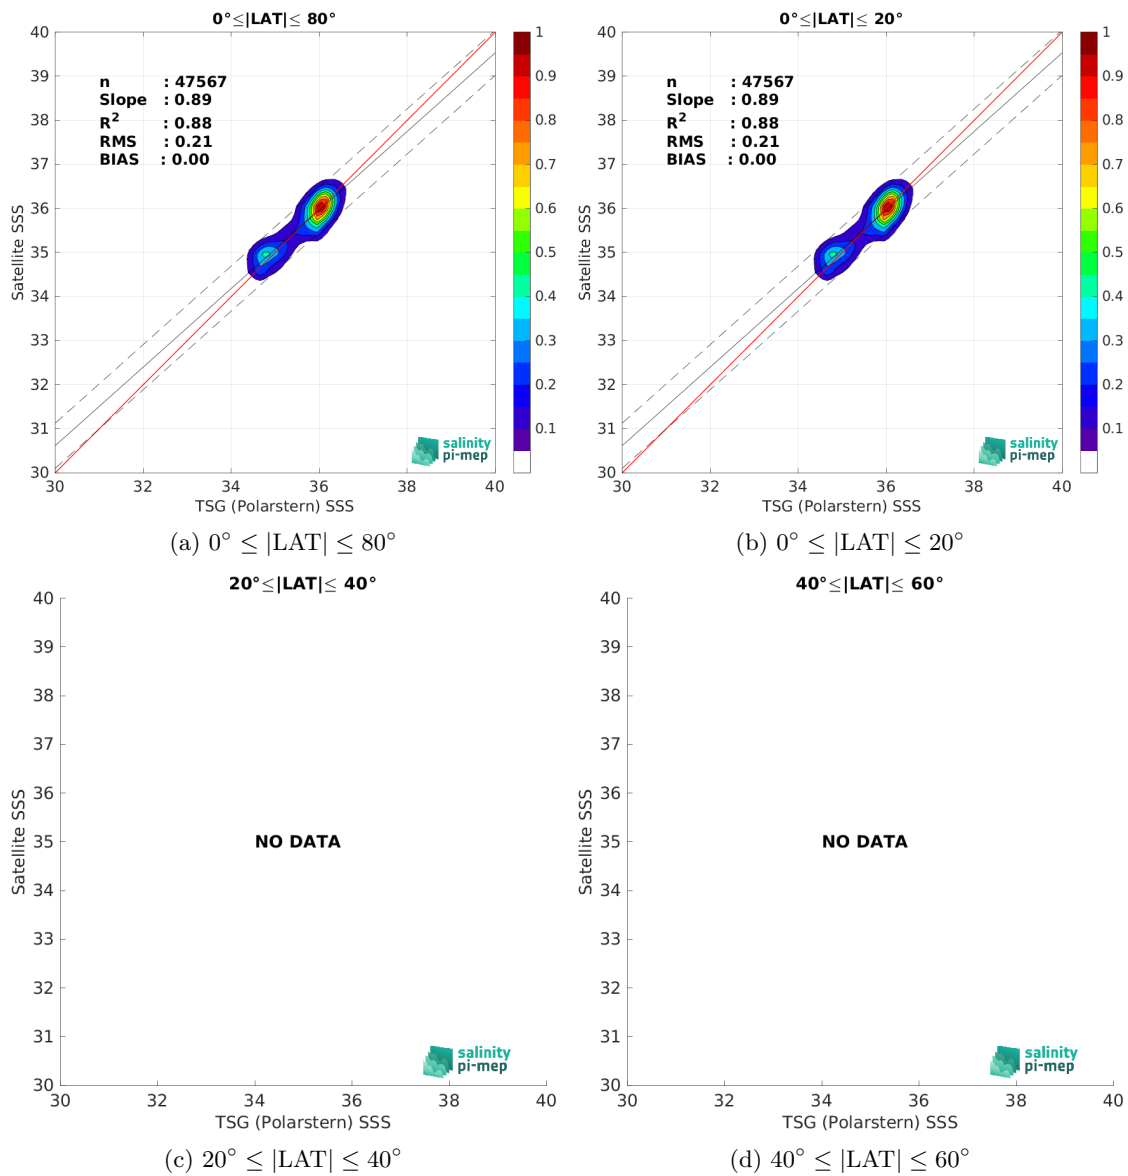 0°≤|LAT|≤ 80°
40
39
38
37
36
35
34
33
32
31
30
Satellite SSS
n : 47567
Slope : 0.89
R² : 0.88
RMS : 0.21
BIAS : 0.00
1
0.9
0.8
0.7
0.6
0.5
0.4
0.3
0.2
0.1
salinity
pi-mep
30 32 34 36 38 40
TSG (Polarstern) SSS
(a) 0° ≤ |LAT| ≤ 80°
0°≤|LAT|≤ 20°
40
39
38
37
36
35
34
33
32
31
30
Satellite SSS
n : 47567
Slope : 0.89
R² : 0.88
RMS : 0.21
BIAS : 0.00
1
0.9
0.8
0.7
0.6
0.5
0.4
0.3
0.2
0.1
salinity
pi-mep
30 32 34 36 38 40
TSG (Polarstern) SSS
(b) 0° ≤ |LAT| ≤ 20°
20°≤|LAT|≤ 40°
40
39
38
37
36
35
34
33
32
31
30
Satellite SSS
NO DATA
salinity
pi-mep
30 32 34 36 38 40
TSG (Polarstern) SSS
(c) 20° ≤ |LAT| ≤ 40°
40°≤|LAT|≤ 60°
40
39
38
37
36
35
34
33
32
31
30
Satellite SSS
NO DATA
salinity
pi-mep
30 32 34 36 38 40
TSG (Polarstern) SSS
(d) 40° ≤ |LAT| ≤ 60°